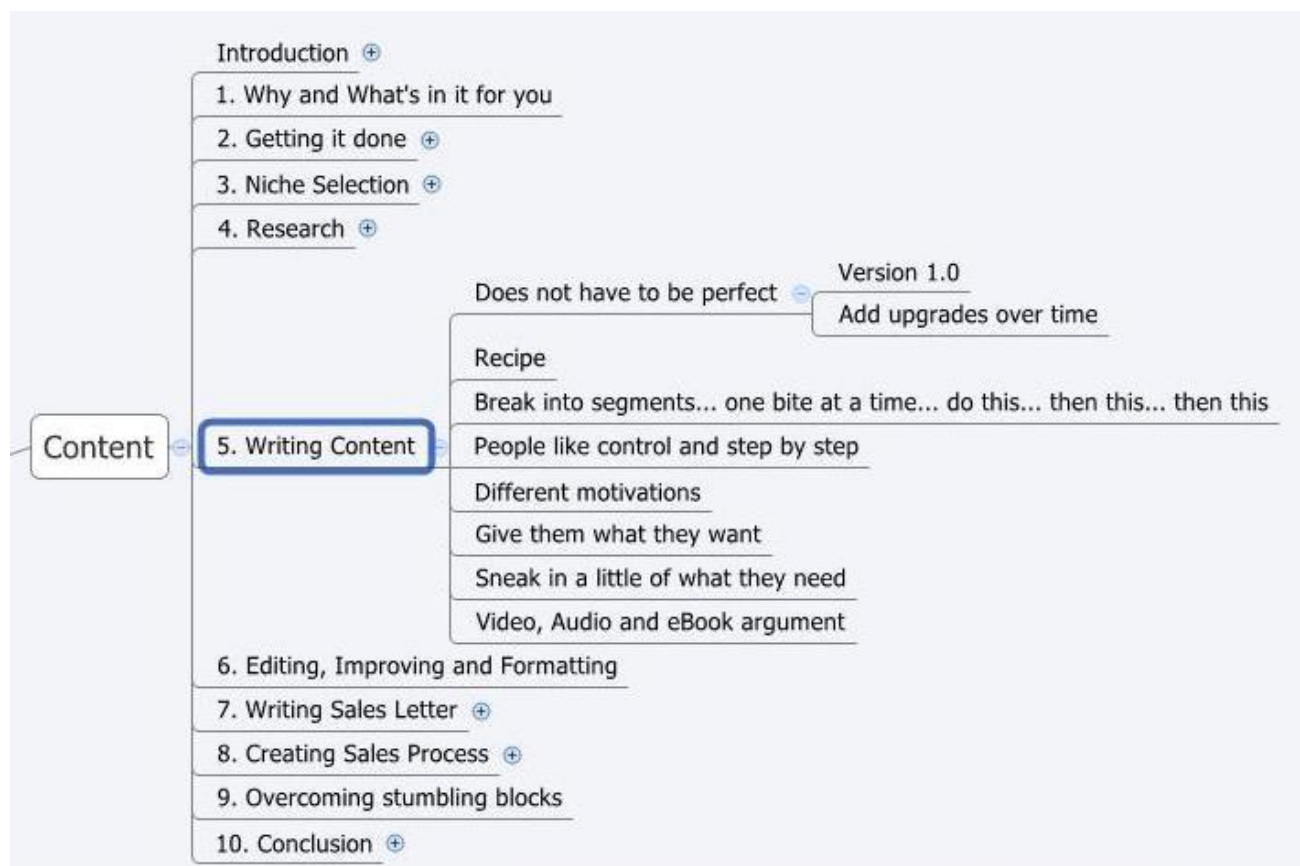 Introduction
1. Why and What's in it for you
2. Getting it done
3. Niche Selection
4. Research
Content
5. Writing Content
Does not have to be perfect
Version 1.0
Add upgrades over time
Recipe
Break into segments... one bite at a time... do this... then this... then this
People like control and step by step
Different motivations
Give them what they want
Sneak in a little of what they need
Video, Audio and eBook argument
6. Editing, Improving and Formatting
7. Writing Sales Letter
8. Creating Sales Process
9. Overcoming stumbling blocks
10. Conclusion